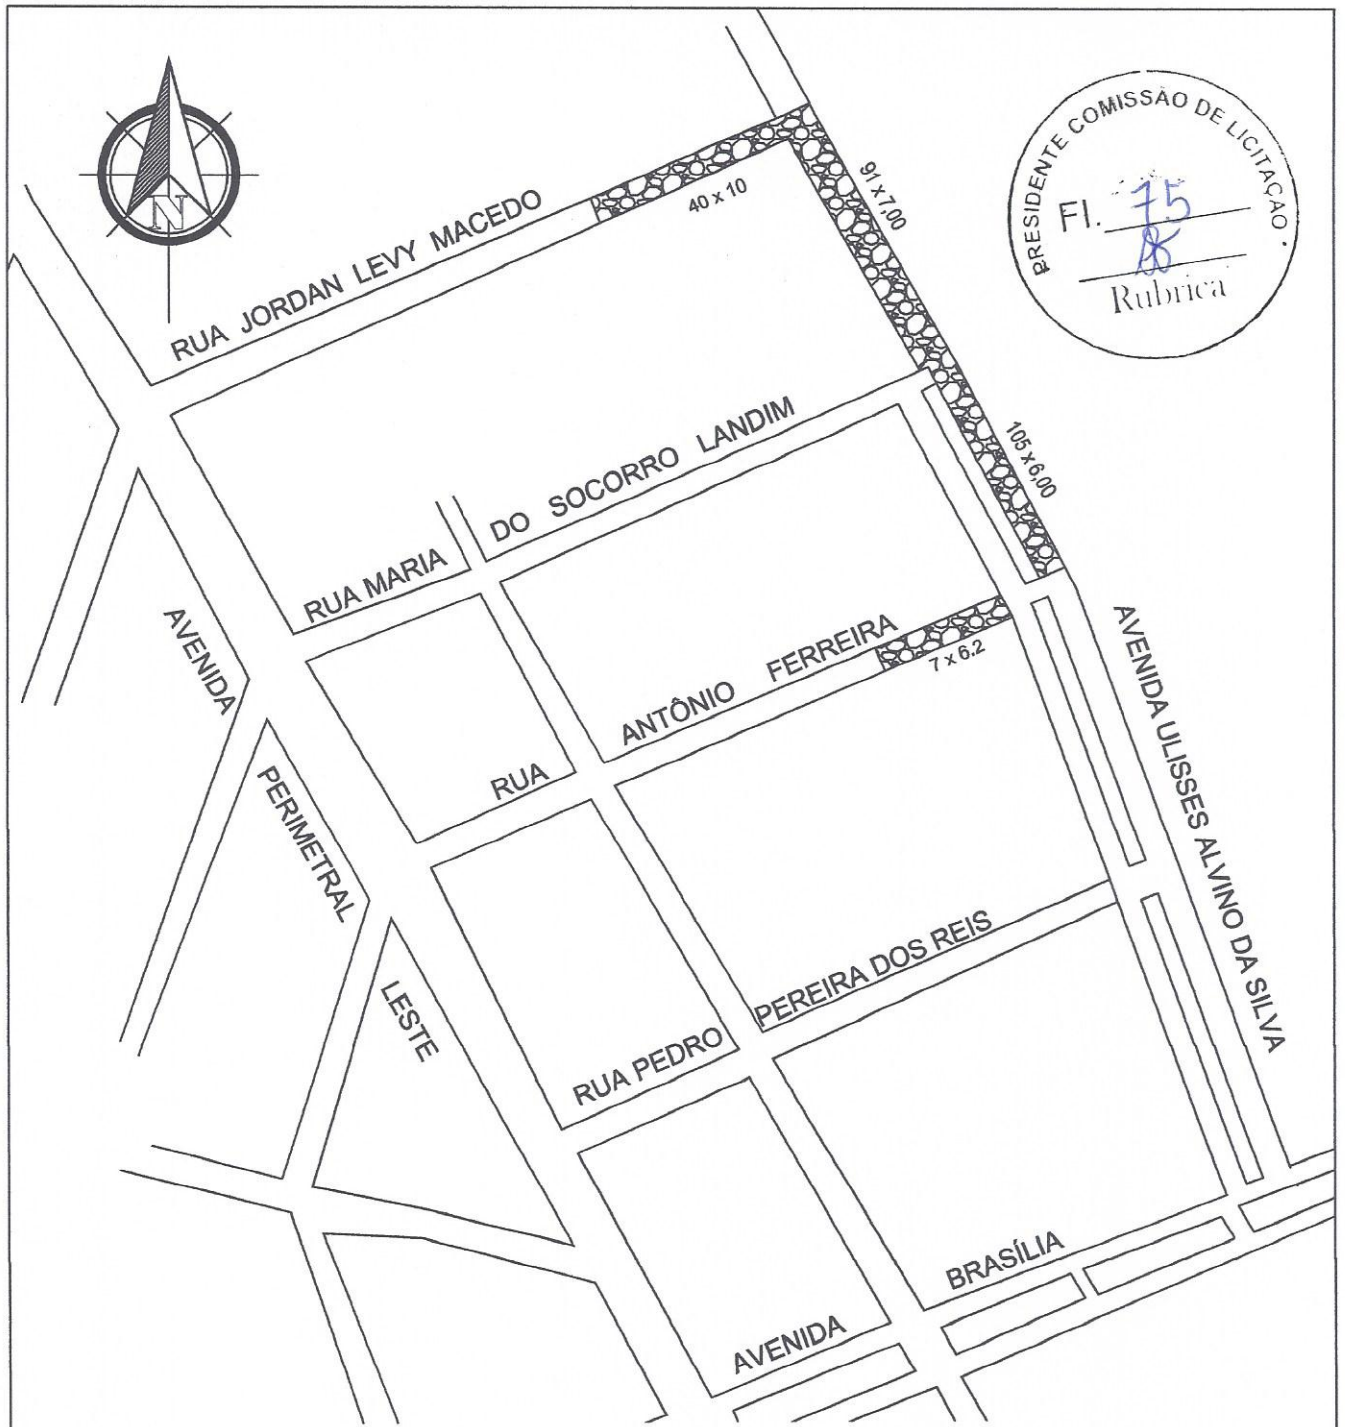 N
PRESIDENTE COMISSÃO DE LICITAÇÃO
Fl. 75
Rubrica
RUA JORDAN LEVY MACEDO
40 x 10
91 x 7,00
RUA MARIA DO SOCORRO LANDIM
105 x 6,00
RUA ANTÔNIO FERREIRA
7 x 6.2
AVENIDA PERIMETRAL LESTE
AVENIDA ULISSES ALVINO DA SILVA
RUA PEDRO PEREIRA DOS REIS
AVENIDA BRASÍLIA